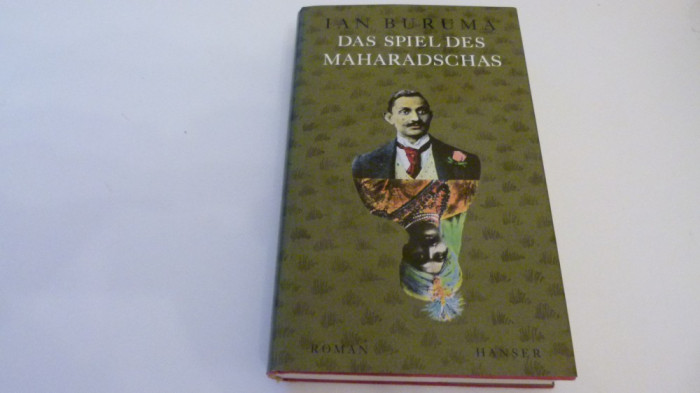 IAN BURUMA
DAS SPIEL DES
MAHARADSCHAS
ROMAN HANSER